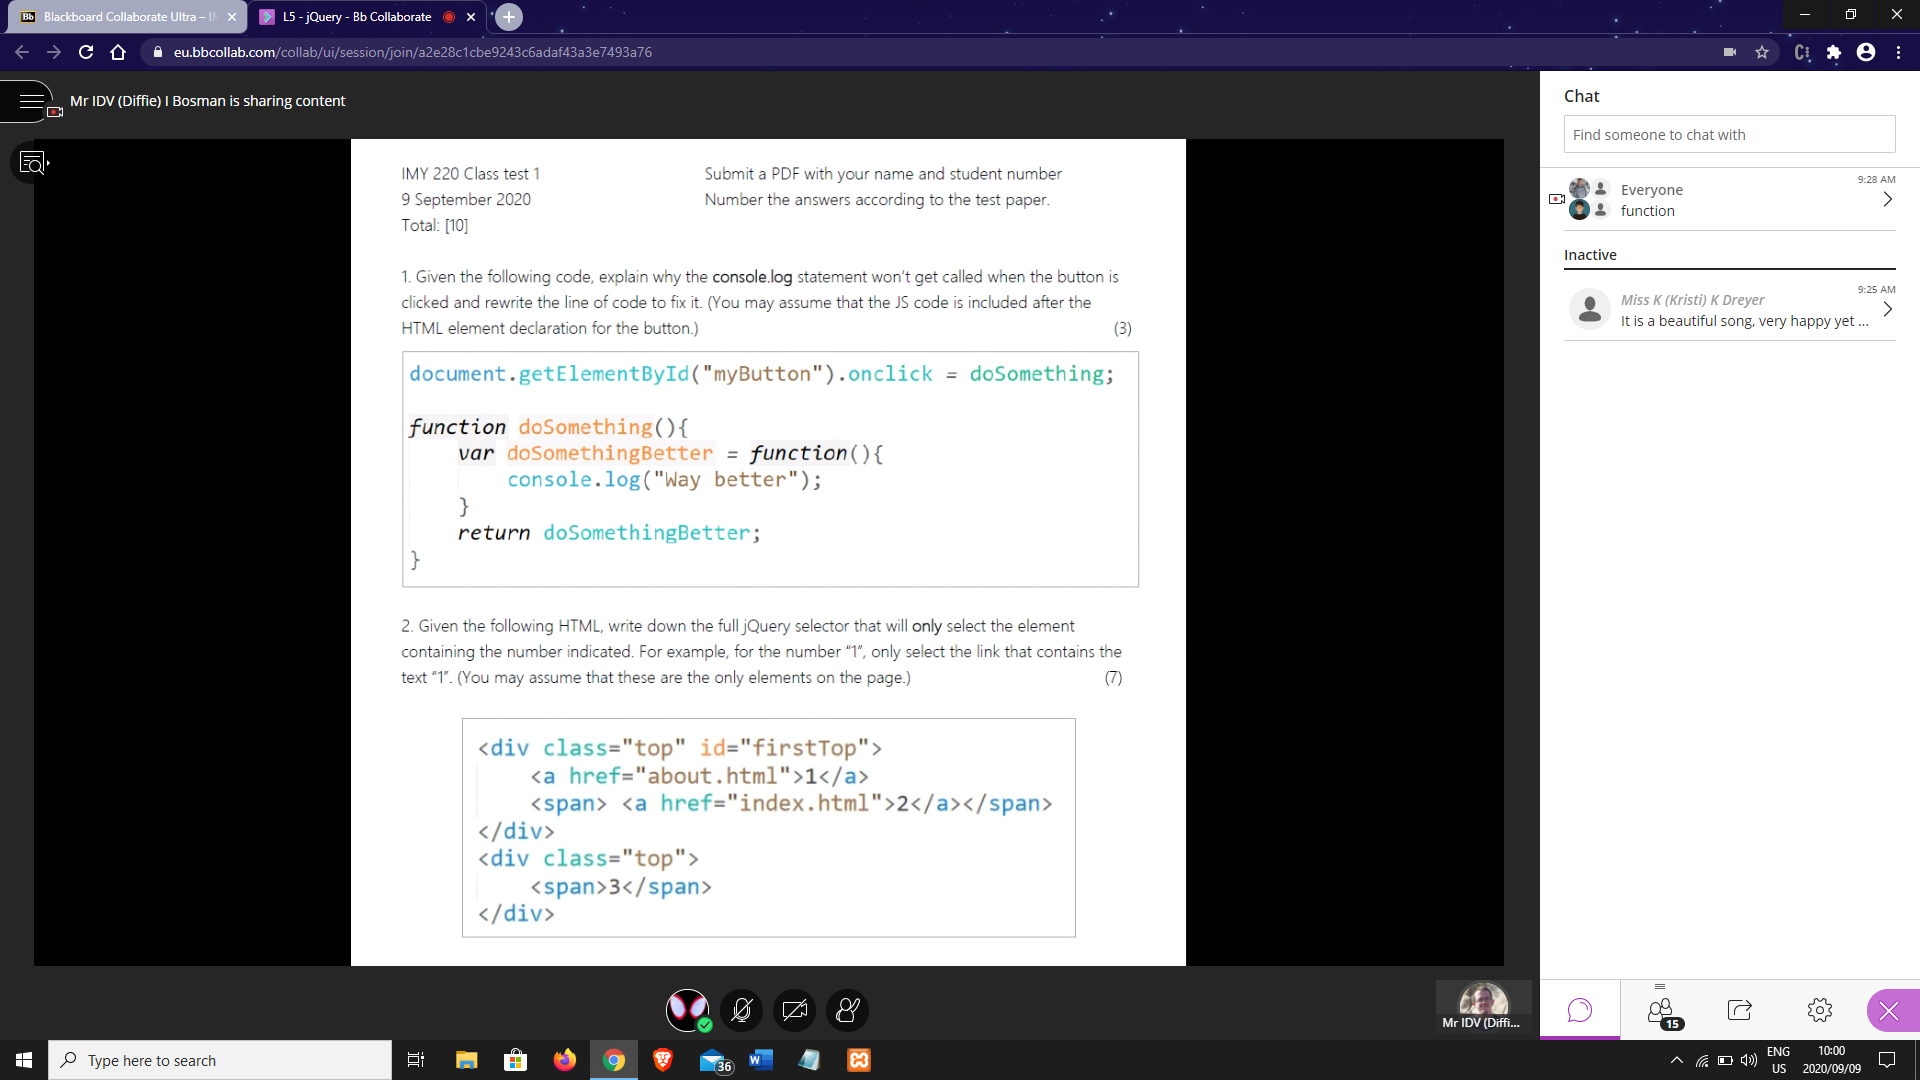 Blackboard Collaborate Ultra – IM
L5 - jQuery - Bb Collaborate
eu.bbcollab.com/collab/ui/session/join/a2e28c1cbe9243c6adaf43a3e7493a76
Mr IDV (Diffie) I Bosman is sharing content
IMY 220 Class test 1
Submit a PDF with your name and student number
9 September 2020
Number the answers according to the test paper.
Total: [10]
1. Given the following code, explain why the console.log statement won't get called when the button is
clicked and rewrite the line of code to fix it. (You may assume that the JS code is included after the
HTML element declaration for the button.) (3)
document.getElementById("myButton").onclick = doSomething;
function doSomething(){
var doSomethingBetter = function(){
console.log("Way better");
}
return doSomethingBetter;
}
2. Given the following HTML, write down the full jQuery selector that will only select the element
containing the number indicated. For example, for the number “1”, only select the link that contains the
text “1”. (You may assume that these are the only elements on the page.) (7)
<div class="top" id="firstTop">
<a href="about.html">1</a>
<span> <a href="index.html">2</a></span>
</div>
<div class="top">
<span>3</span>
</div>
Mr IDV (Diffi...
Chat
Find someone to chat with
9:28 AM
Everyone
function
Inactive
9:25 AM
Miss K (Kristi) K Dreyer
It is a beautiful song, very happy yet ...
15
Type here to search
36
ENG
US
10:00
2020/09/09